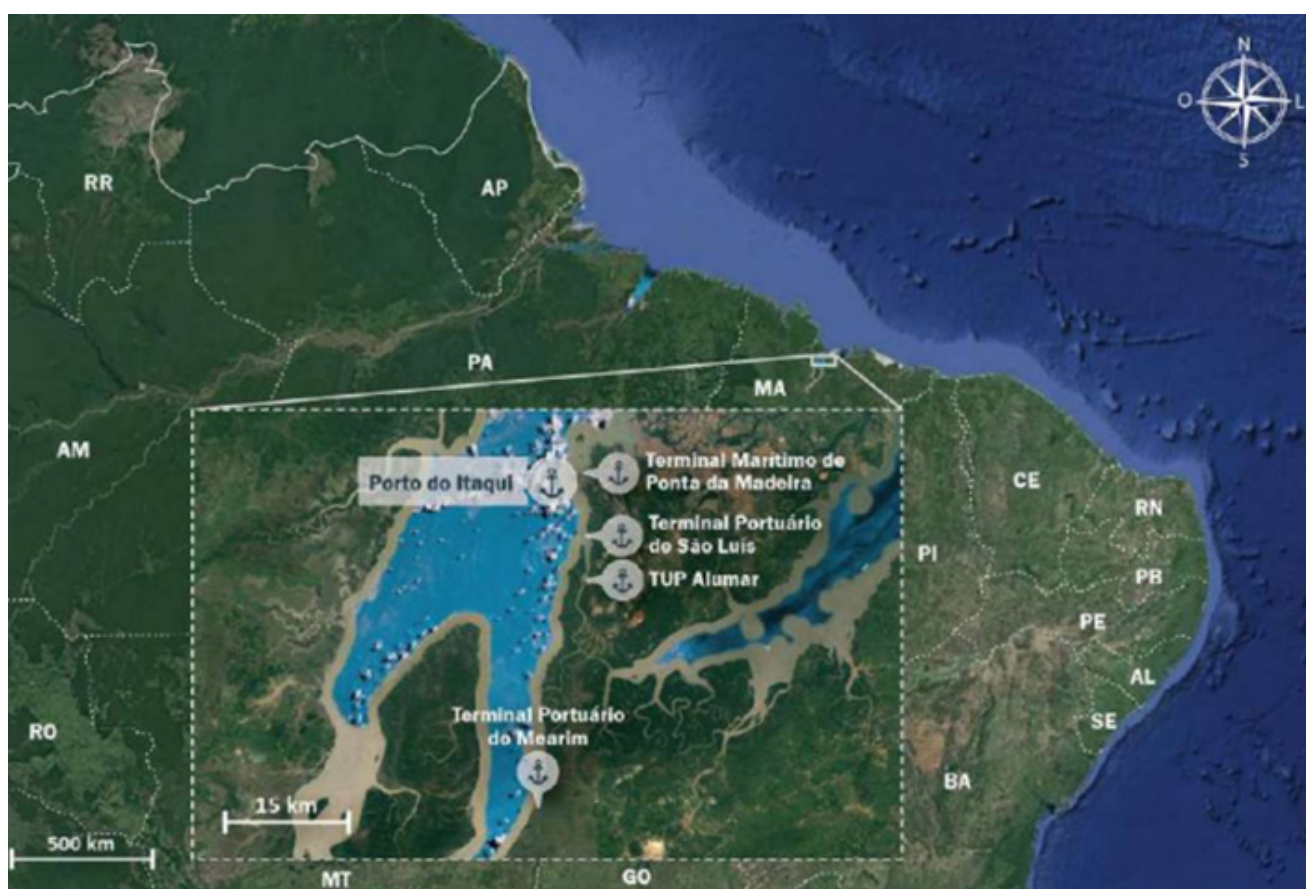 N
O
L
S
RR
AP
PA
MA
AM
Porto do Itaqui
Terminal Marítimo de
Ponta da Madeira
CE
RN
Terminal Portuário
de São Luís
PI
PB
TUP Alumar
PE
AL
Terminal Portuário
do Mearim
SE
RO
BA
15 km
500 km
MT
GO